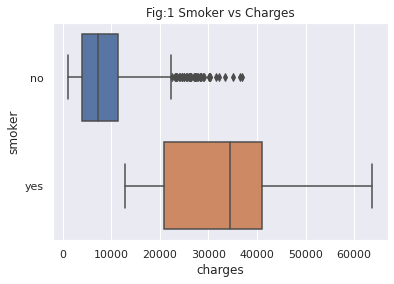 Fig:1 Smoker vs Charges
no
smoker
yes
0 10000 20000 30000 40000 50000 60000
charges